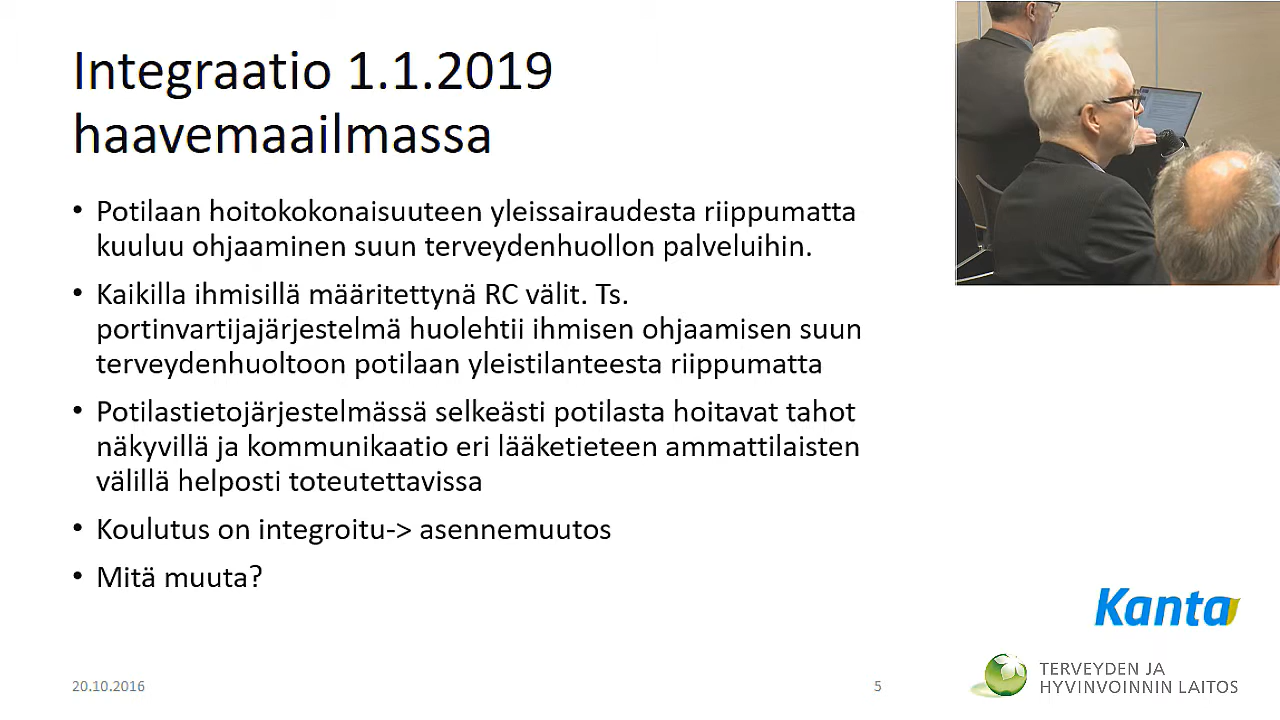 Integraatio 1.1.2019
haavemaailmassa
• Potilaan hoitokokonaisuuteen yleissairaudesta riippumatta
kuuluu ohjaaminen suun terveydenhuollon palveluihin.
• Kaikilla ihmisillä määritettynä RC välit. Ts.
portinvartijajärjestelmä huolehtii ihmisen ohjaamisen suun
terveydenhuoltoon potilaan yleistilanteesta riippumatta
• Potilastietojärjestelmässä selkeästi potilasta hoitavat tahot
näkyvillä ja kommunikaatio eri lääketieteen ammattilaisten
välillä helposti toteutettavissa
• Koulutus on integroitu-> asennemuutos
• Mitä muuta?
Kanta
20.10.2016
5
TERVEYDEN JA
HYVINVOINNIN LAITOS